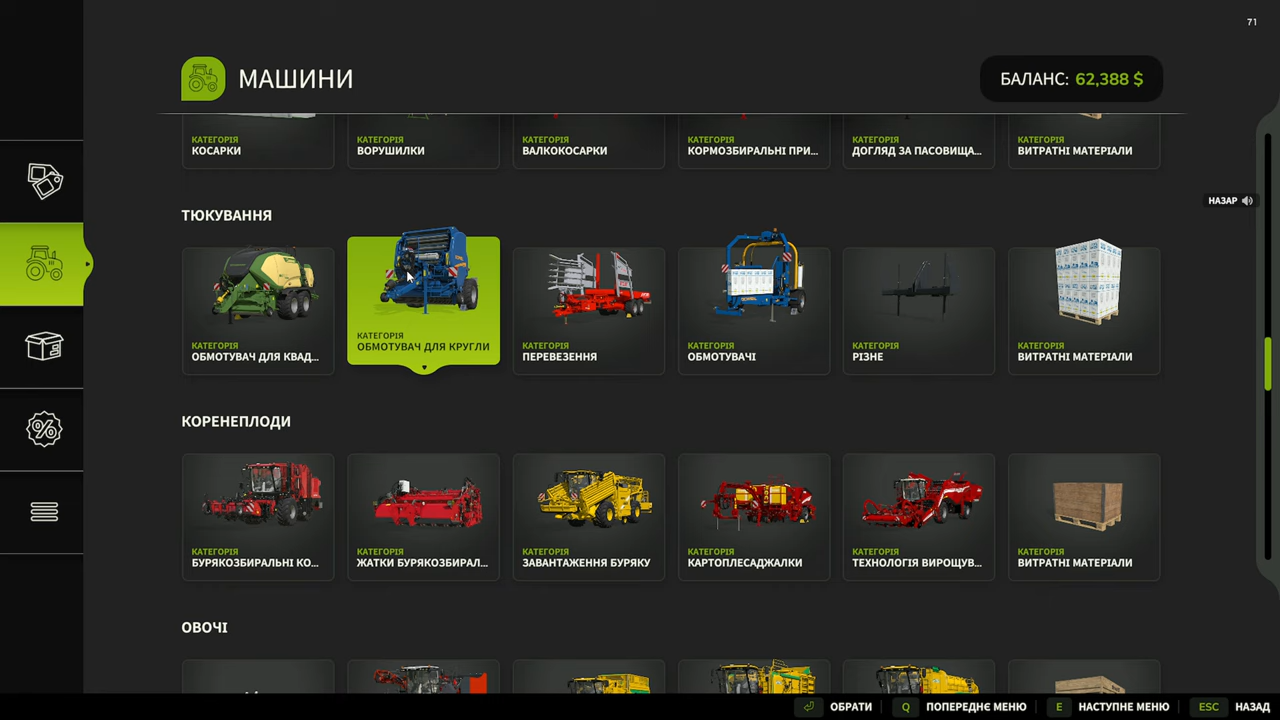 71
МАШИНИ
БАЛАНС: 62,388 $
КАТЕГОРІЯ
КОСАРКИ
КАТЕГОРІЯ
ВОРУШИЛКИ
КАТЕГОРІЯ
ВАЛКОКОСАРКИ
КАТЕГОРІЯ
КОРМОЗБИРАЛЬНІ ПРИ...
КАТЕГОРІЯ
ДОГЛЯД ЗА ПАСОВИЩА...
КАТЕГОРІЯ
ВИТРАТНІ МАТЕРІАЛИ
НАЗАР
ТЮКУВАННЯ
КАТЕГОРІЯ
ОБМОТУВАЧ ДЛЯ КВАД...
КАТЕГОРІЯ
ОБМОТУВАЧ ДЛЯ КРУГЛИ
КАТЕГОРІЯ
ПЕРЕВЕЗЕННЯ
КАТЕГОРІЯ
ОБМОТУВАЧІ
КАТЕГОРІЯ
РІЗНЕ
КАТЕГОРІЯ
ВИТРАТНІ МАТЕРІАЛИ
КОРЕНЕПЛОДИ
КАТЕГОРІЯ
БУРЯКОЗБИРАЛЬНІ КО...
КАТЕГОРІЯ
ЖАТКИ БУРЯКОЗБИРАЛ...
КАТЕГОРІЯ
ЗАВАНТАЖЕННЯ БУРЯКУ
КАТЕГОРІЯ
КАРТОПЛЕСАДЖАЛКИ
КАТЕГОРІЯ
ТЕХНОЛОГІЯ ВИРОЩУВ...
КАТЕГОРІЯ
ВИТРАТНІ МАТЕРІАЛИ
ОВОЧІ
ОБРАТИ
Q ПОПЕРЕДНЄ МЕНЮ
E НАСТУПНЕ МЕНЮ
ESC НАЗАД